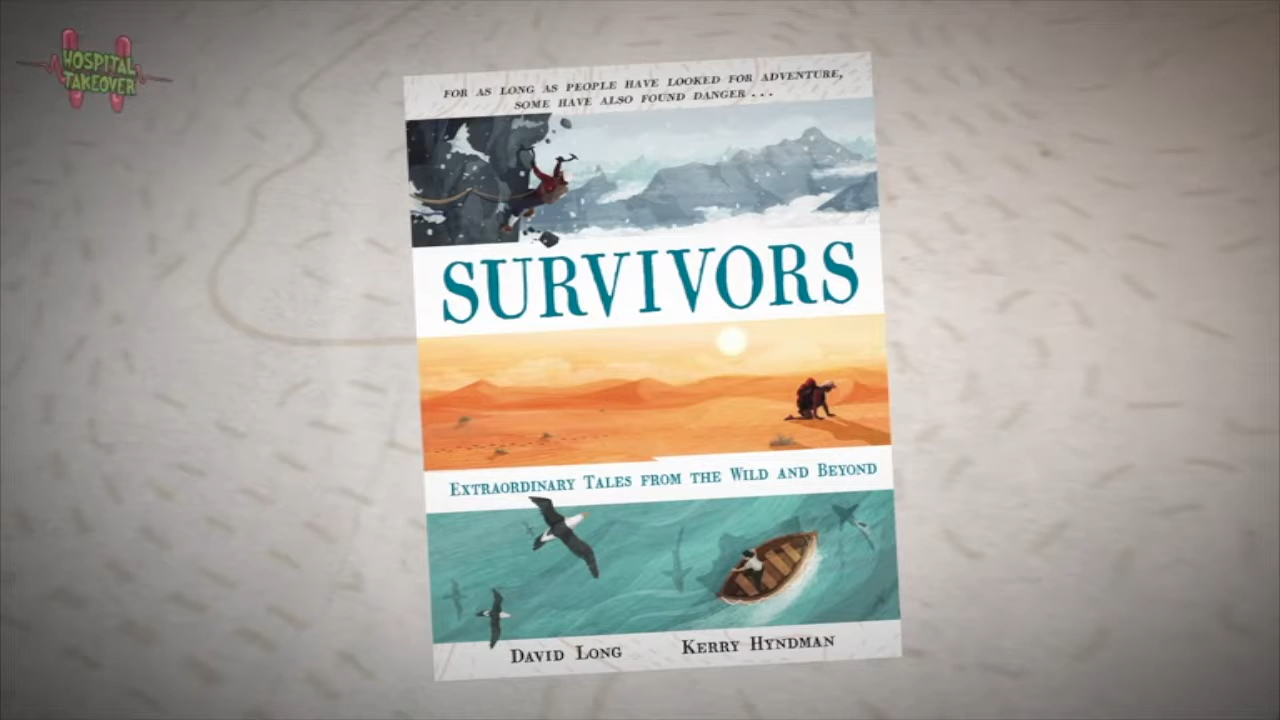 HOSPITAL
TAKEOVER
FOR AS LONG AS PEOPLE HAVE LOOKED FOR ADVENTURE,
SOME HAVE ALSO FOUND DANGER . . .
SURVIVORS
EXTRAORDINARY TALES FROM THE WILD AND BEYOND
DAVID LONG KERRY HYNDMAN